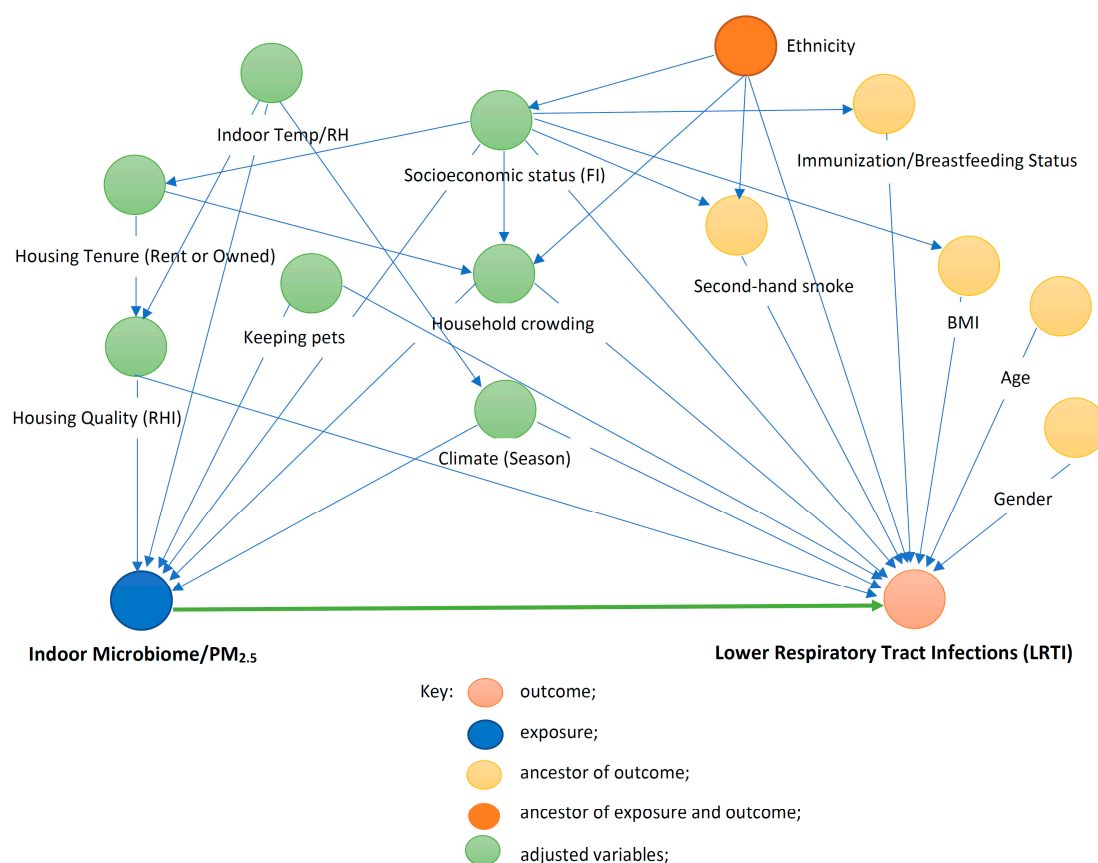 Ethnicity
Indoor Temp/RH
Immunization/Breastfeeding Status
Socioeconomic status (FI)
Housing Tenure (Rent or Owned)
Second-hand smoke
Household crowding
BMI
Keeping pets
Age
Housing Quality (RHI)
Climate (Season)
Gender
Indoor Microbiome/PM2.5
Lower Respiratory Tract Infections (LRTI)
Key:
outcome;
exposure;
ancestor of outcome;
ancestor of exposure and outcome;
adjusted variables;